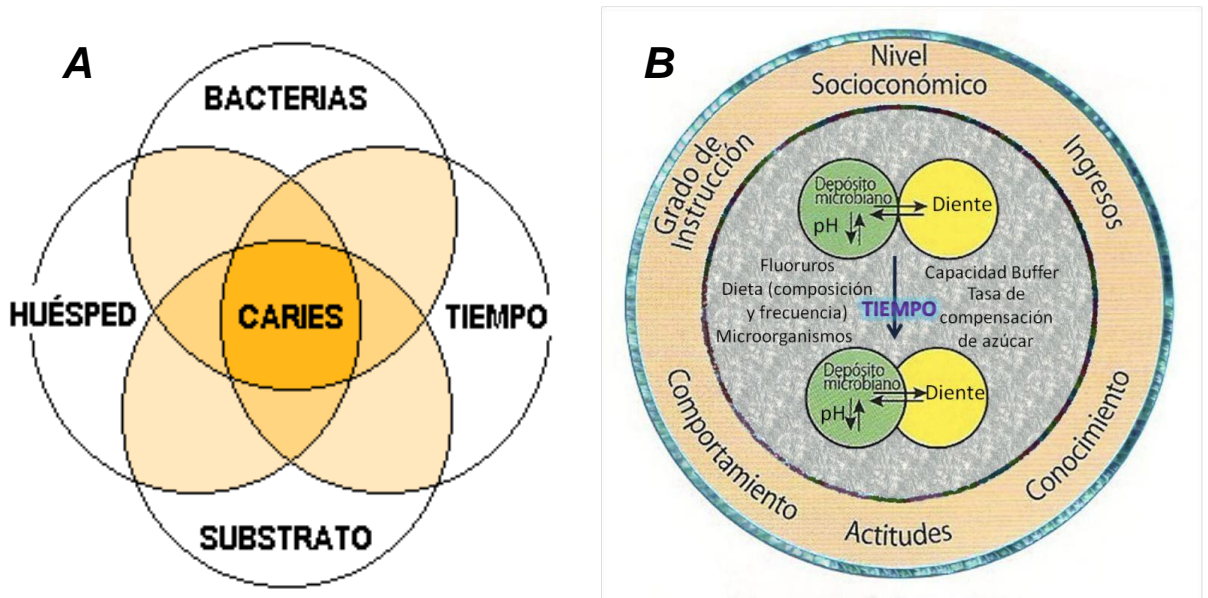 A
BACTERIAS
HUÉSPED
CARIES
TIEMPO
SUBSTRATO
B
Nivel
Socioeconómico
Grado de
Instrucción
Ingresos
Depósito
microbiano
pH
Diente
Fluoruros
Dieta (composición
y frecuencia)
Microorganismos
TIEMPO
Capacidad Buffer
Tasa de
compensación
de azúcar
Depósito
microbiano
pH
Diente
Comportamiento
Actitudes
Conocimiento